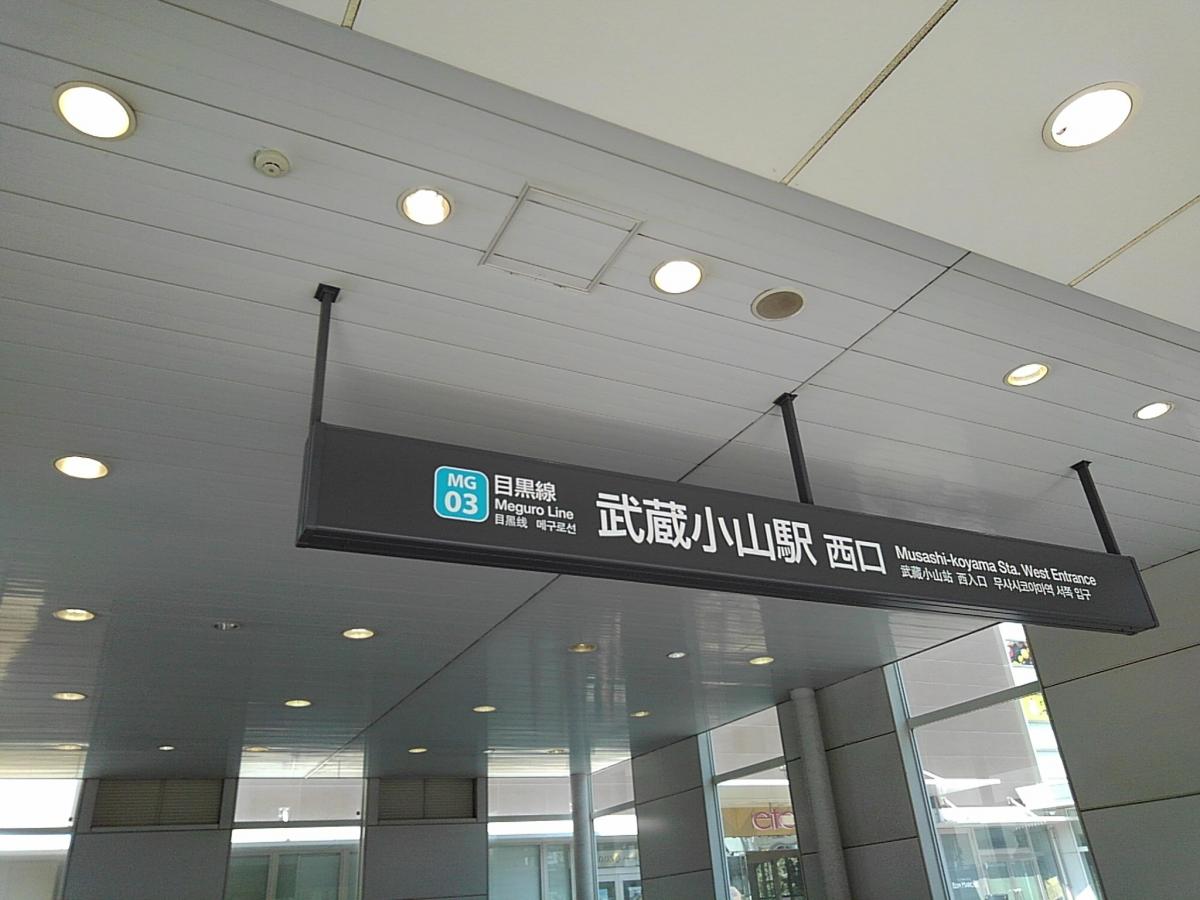 MG
03
目黒線
Meguro Line
目黑线 메구로선
武蔵小山駅 西口
Musashi-koyama Sta. West Entrance
武藏小山站 西入口 무사시코야마역 서쪽 입구